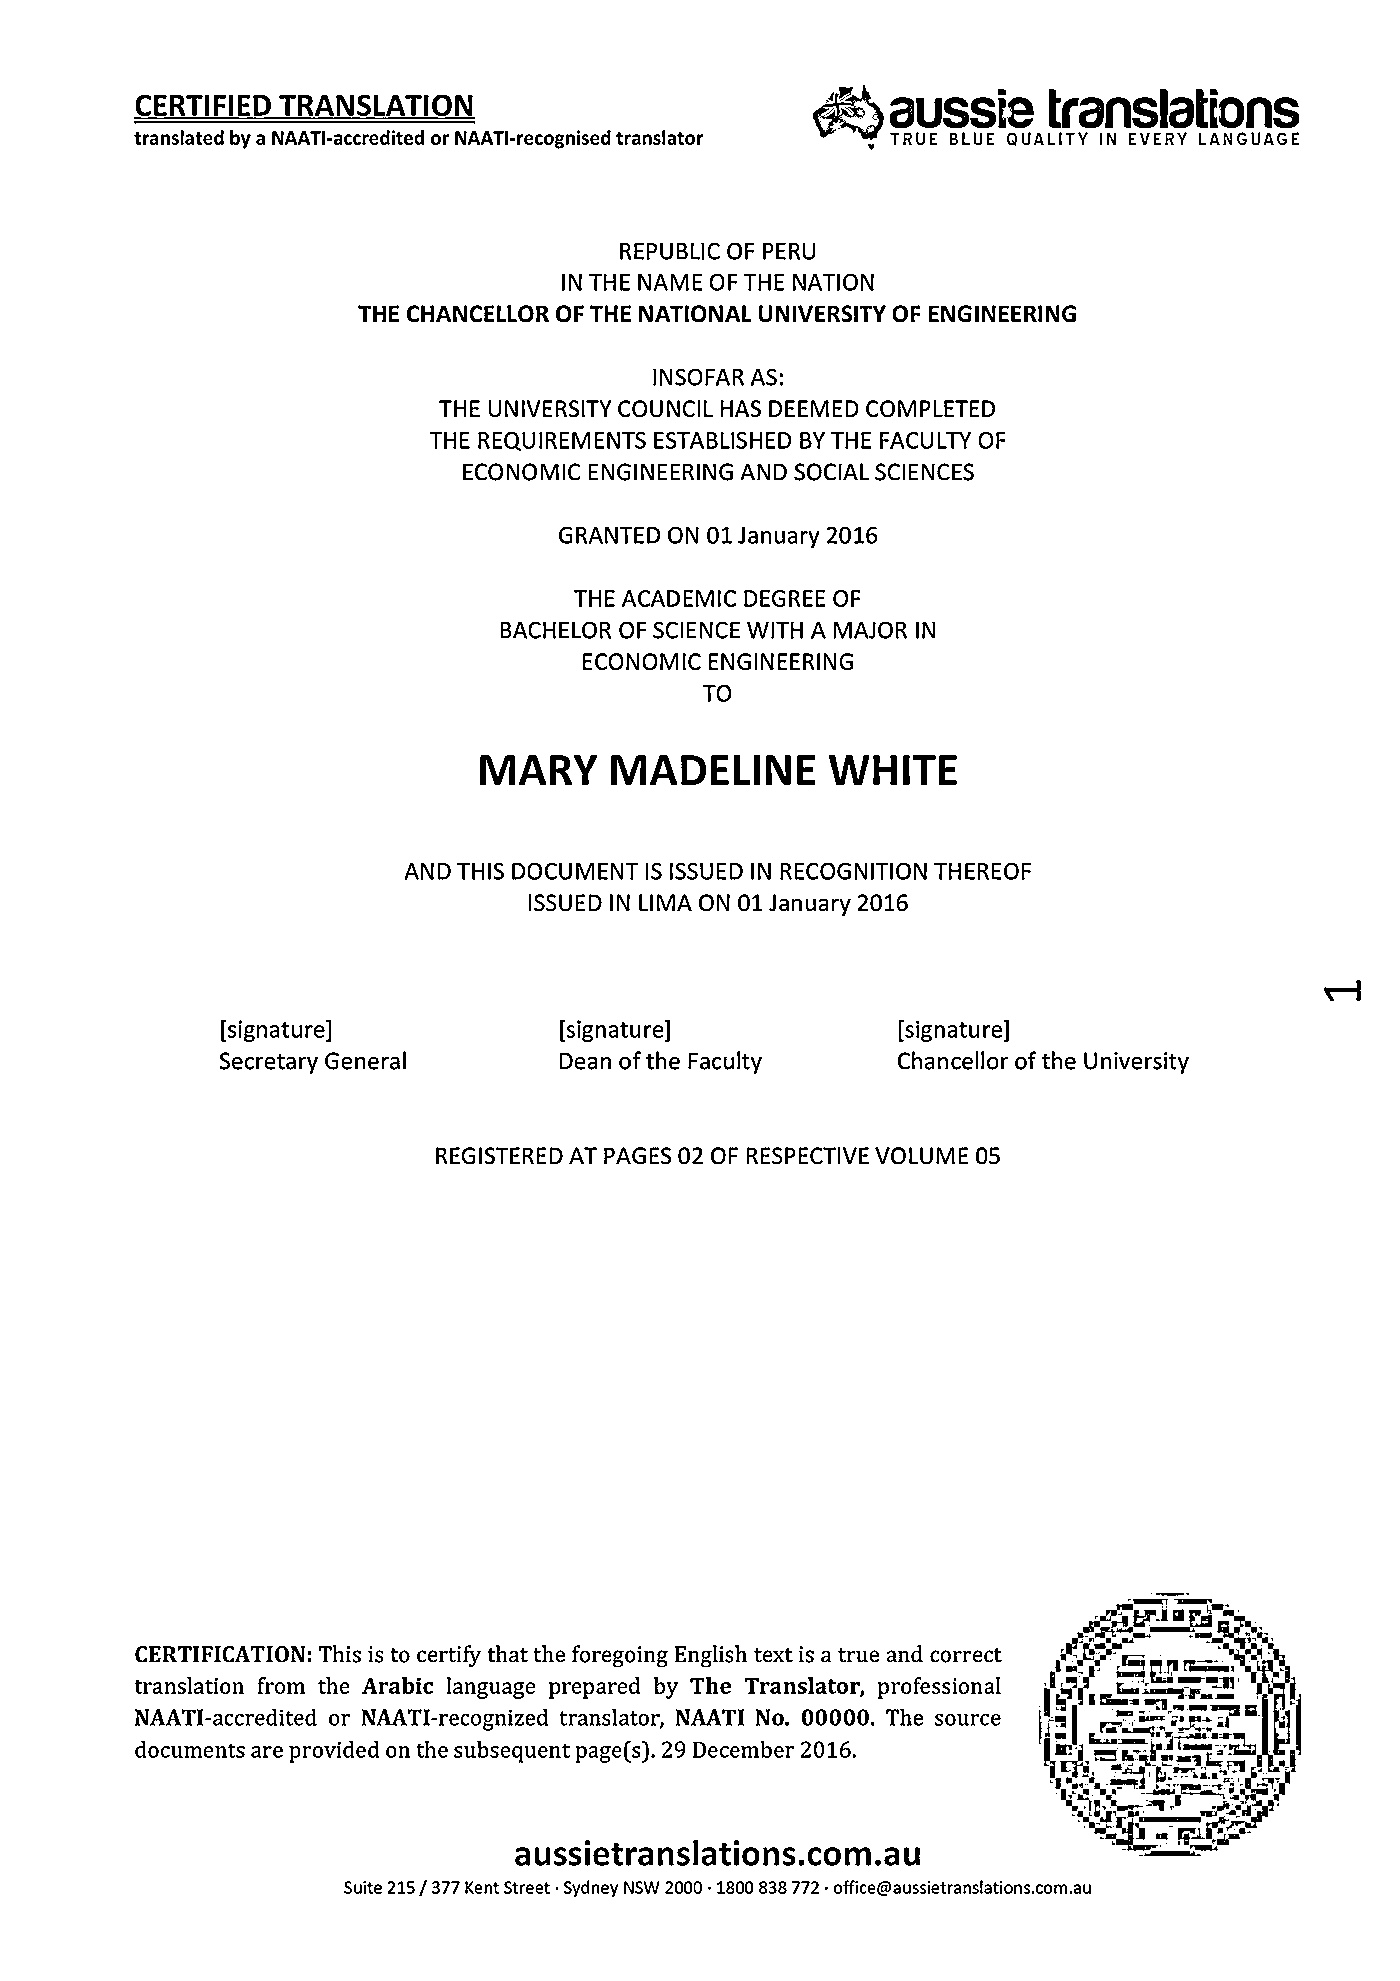 CERTIFIED TRANSLATION
translated by a NAATI-accredited or NAATI-recognised translator
aussie translations
TRUE BLUE QUALITY IN EVERY LANGUAGE
REPUBLIC OF PERU
IN THE NAME OF THE NATION
THE CHANCELLOR OF THE NATIONAL UNIVERSITY OF ENGINEERING
INSOFAR AS:
THE UNIVERSITY COUNCIL HAS DEEMED COMPLETED
THE REQUIREMENTS ESTABLISHED BY THE FACULTY OF
ECONOMIC ENGINEERING AND SOCIAL SCIENCES
GRANTED ON 01 January 2016
THE ACADEMIC DEGREE OF
BACHELOR OF SCIENCE WITH A MAJOR IN
ECONOMIC ENGINEERING
TO
MARY MADELINE WHITE
AND THIS DOCUMENT IS ISSUED IN RECOGNITION THEREOF
ISSUED IN LIMA ON 01 January 2016
1
[signature] [signature] [signature]
Secretary General Dean of the Faculty Chancellor of the University
REGISTERED AT PAGES 02 OF RESPECTIVE VOLUME 05
CERTIFICATION: This is to certify that the foregoing English text is a true and correct
translation from the Arabic language prepared by The Translator, professional
NAATI-accredited or NAATI-recognized translator, NAATI No. 00000. The source
documents are provided on the subsequent page(s). 29 December 2016.
aussietranslations.com.au
Suite 215 / 377 Kent Street · Sydney NSW 2000 · 1800 838 772 · office@aussietranslations.com.au